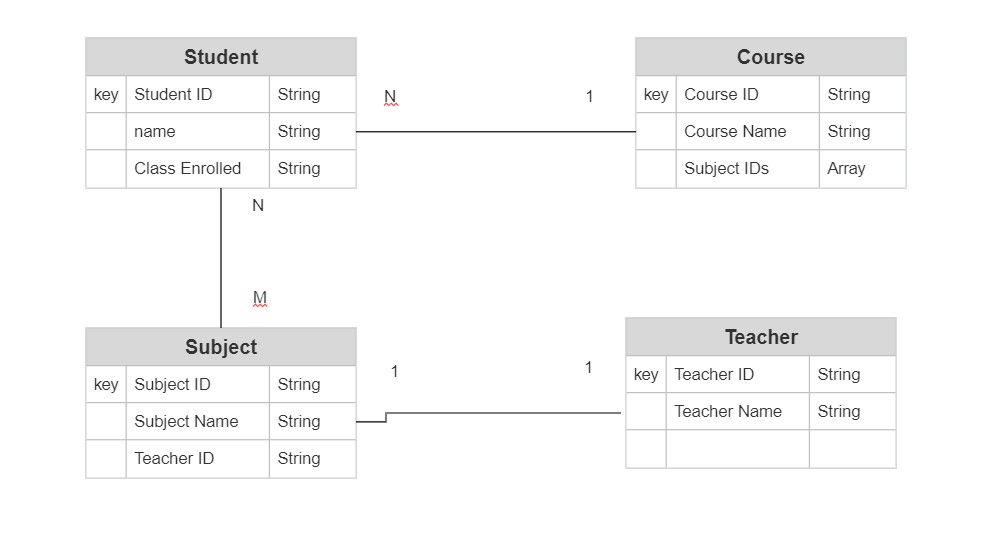 Student
key Student ID String
name String
Class Enrolled String
N 1
Course
key Course ID String
Course Name String
Subject IDs Array
N
M
Subject
key Subject ID String
Subject Name String
Teacher ID String
1 1
Teacher
key Teacher ID String
Teacher Name String